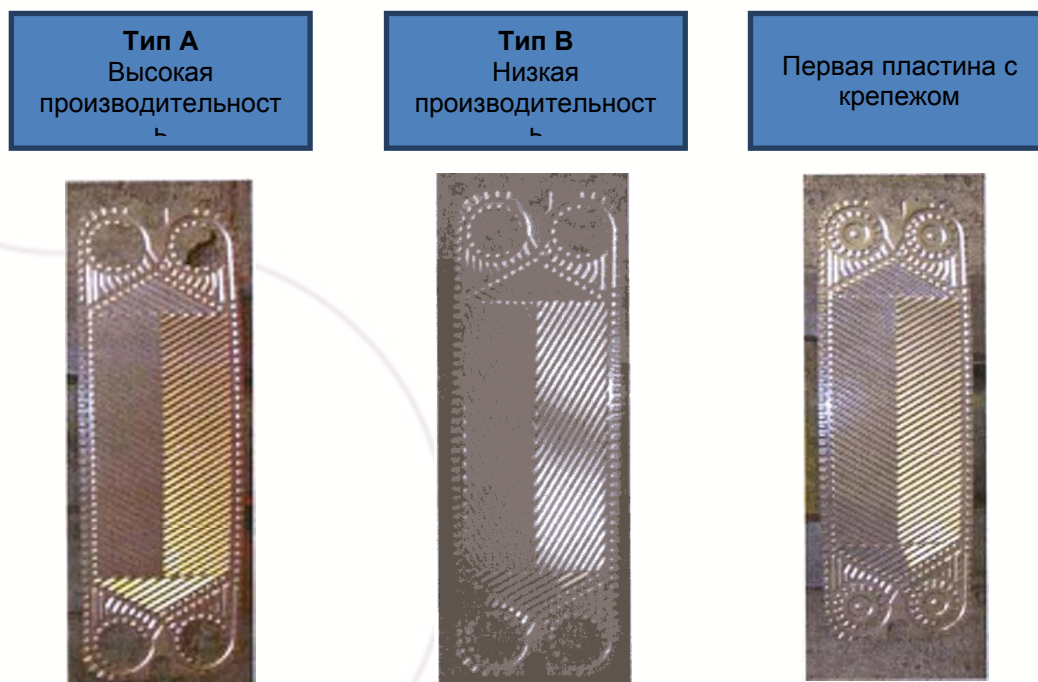 Тип A
Высокая
производительност
ь
Тип B
Низкая
производительност
ь
Первая пластина с
крепежом